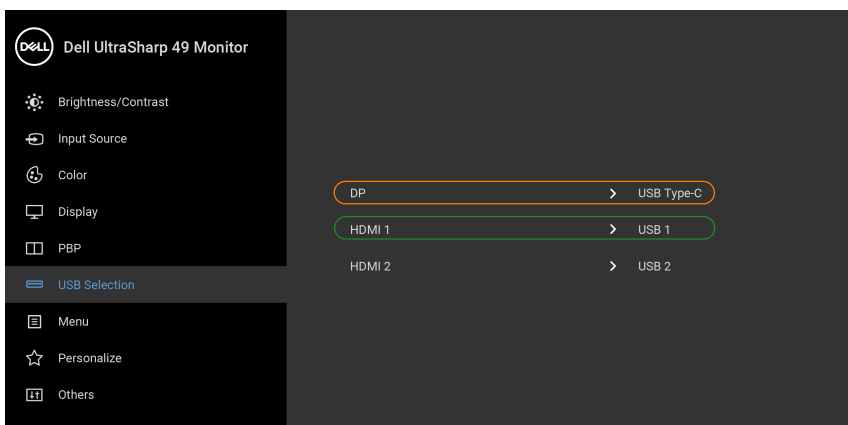 DELL Dell UltraSharp 49 Monitor
Brightness/Contrast
Input Source
Color
Display
PBP
USB Selection
Menu
Personalize
Others
DP > USB Type-C
HDMI 1 > USB 1
HDMI 2 > USB 2